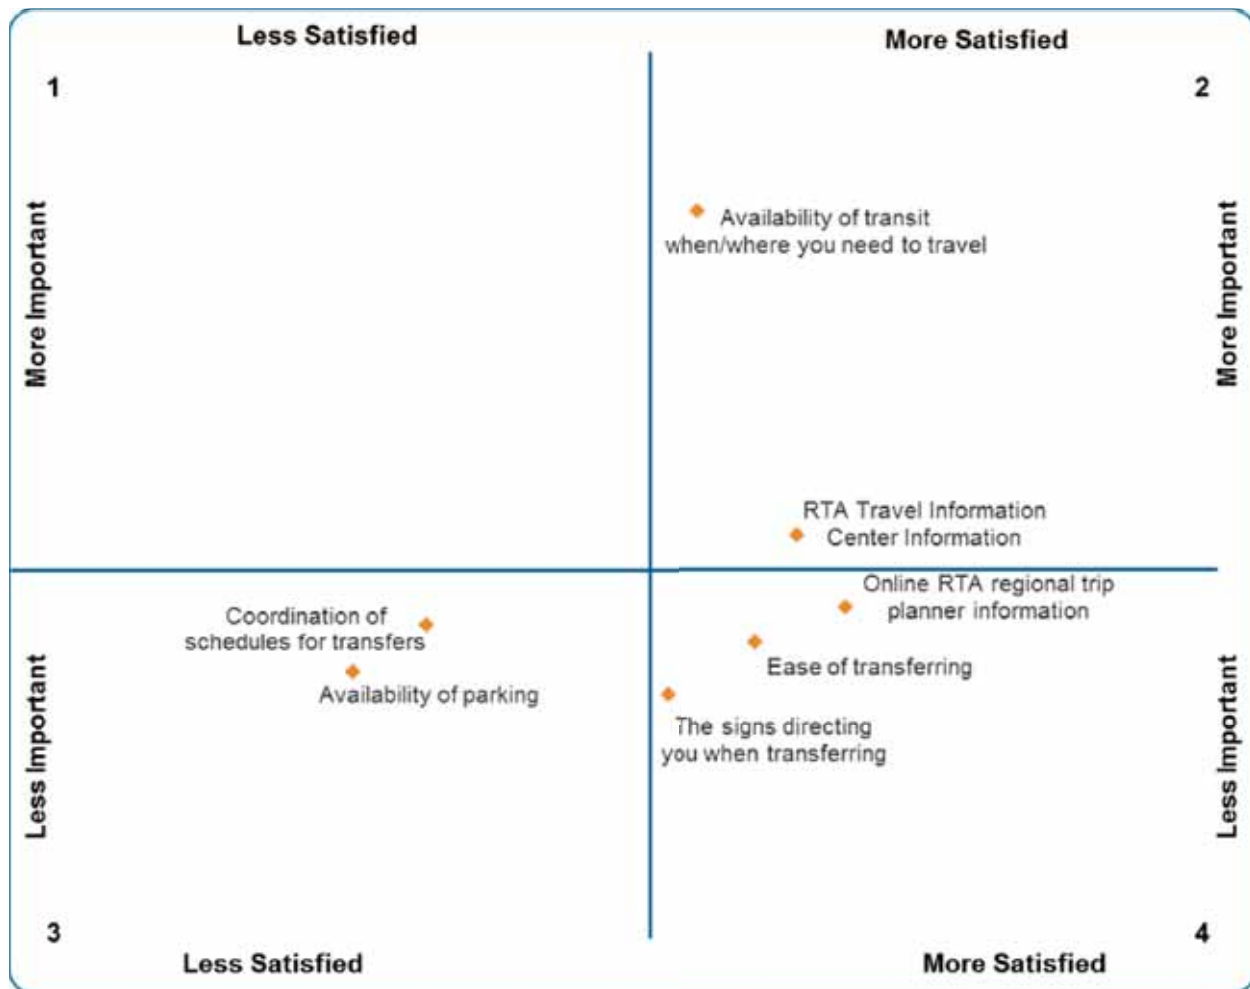 Less Satisfied
More Satisfied
1
2
More Important
More Important
Availability of transit
when/where you need to travel
RTA Travel Information
Center Information
Online RTA regional trip
planner information
Coordination of
schedules for transfers
Ease of transferring
Availability of parking
The signs directing
you when transferring
Less Important
Less Important
3
4
Less Satisfied
More Satisfied